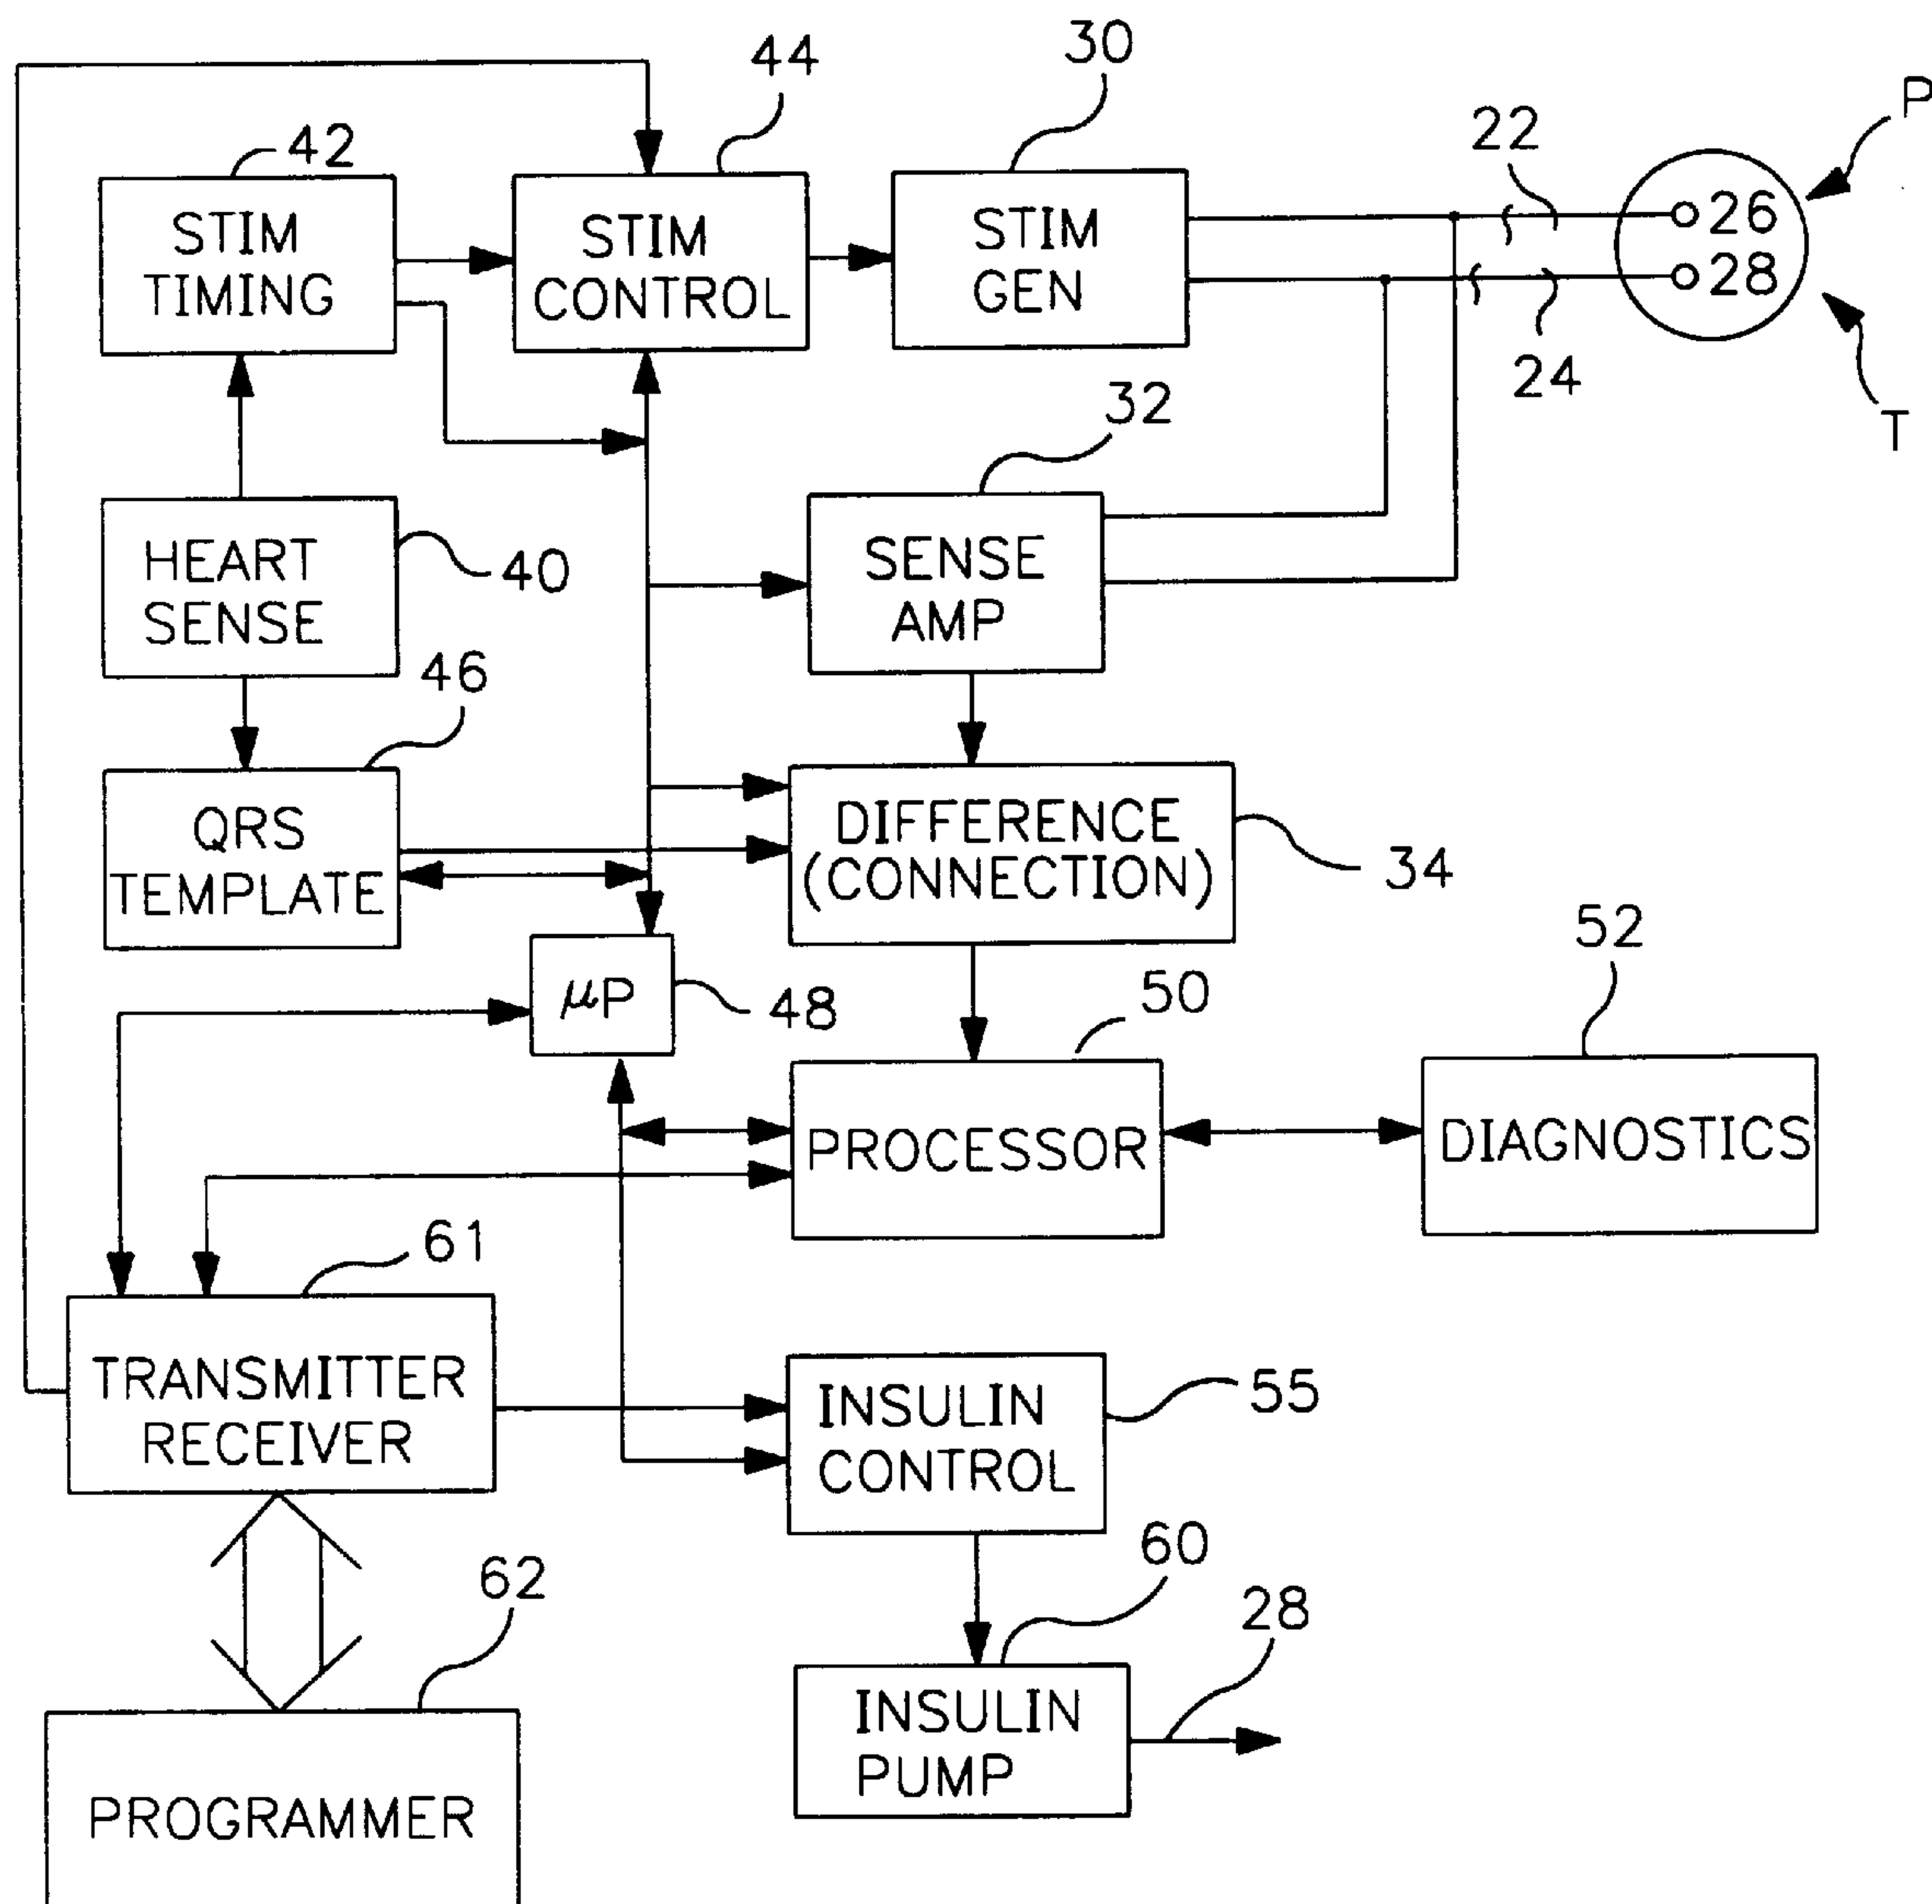 44
30
P
42
22
STIM
TIMING
STIM
CONTROL
STIM
GEN
26
28
24
T
32
HEART
SENSE
40
SENSE
AMP
46
QRS
TEMPLATE
DIFFERENCE
(CONNECTION)
34
52
μP
48
50
PROCESSOR
DIAGNOSTICS
61
TRANSMITTER
RECEIVER
INSULIN
CONTROL
55
60
62
28
INSULIN
PUMP
PROGRAMMER